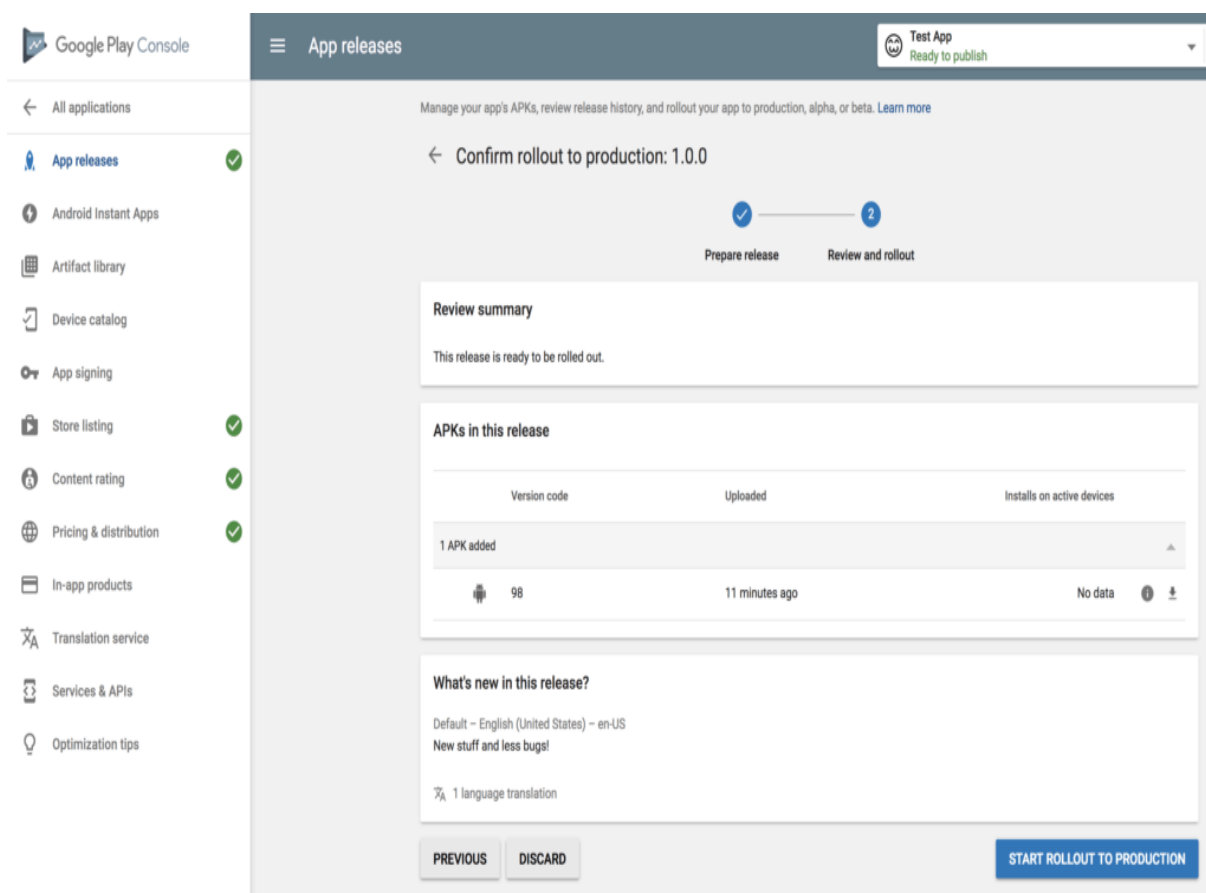 Google Play Console
App releases
Test App
Ready to publish
All applications
App releases
Android Instant Apps
Artifact library
Device catalog
App signing
Store listing
Content rating
Pricing & distribution
In-app products
Translation service
Services & APIs
Optimization tips
Manage your app's APKs, review release history, and rollout your app to production, alpha, or beta. Learn more
Confirm rollout to production: 1.0.0
2
Prepare release Review and rollout
Review summary
This release is ready to be rolled out.
APKs in this release
Version code Uploaded Installs on active devices
1 APK added
98 11 minutes ago No data
What's new in this release?
Default – English (United States) – en-US
New stuff and less bugs!
1 language translation
PREVIOUS DISCARD START ROLLOUT TO PRODUCTION